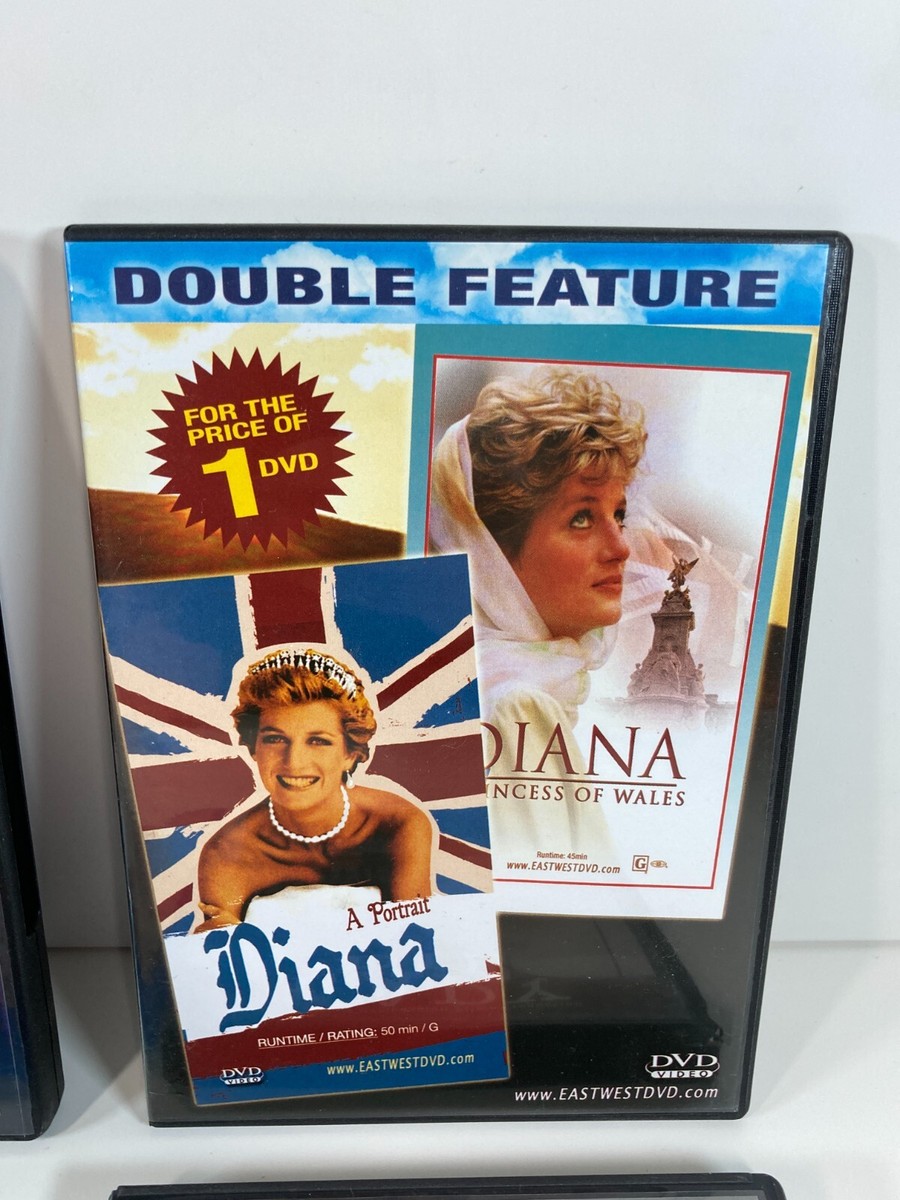 DOUBLE FEATURE
FOR THE
PRICE OF
1 DVD
DIANA
NCESS OF WALES
Runtime: 45min
www.EASTWESTDVD.com
G
A Portrait
Diana
RUNTIME / RATING: 50 min / G
DVD
VIDEO
www.EASTWESTDVD.com
DVD
VIDEO
www.EASTWESTDVD.com